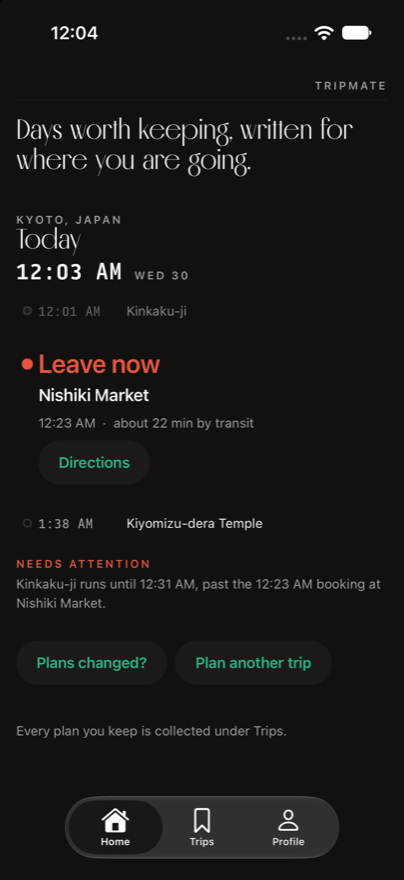 12:04
TRIPMATE
Days worth keeping, written for
where you are going.
KYOTO, JAPAN
Today
12:03 AM WED 30
12:01 AM Kinkaku-ji
Leave now
Nishiki Market
12:23 AM · about 22 min by transit
Directions
1:38 AM Kiyomizu-dera Temple
NEEDS ATTENTION
Kinkaku-ji runs until 12:31 AM, past the 12:23 AM booking at
Nishiki Market.
Plans changed? Plan another trip
Every plan you keep is collected under Trips.
Home Trips Profile